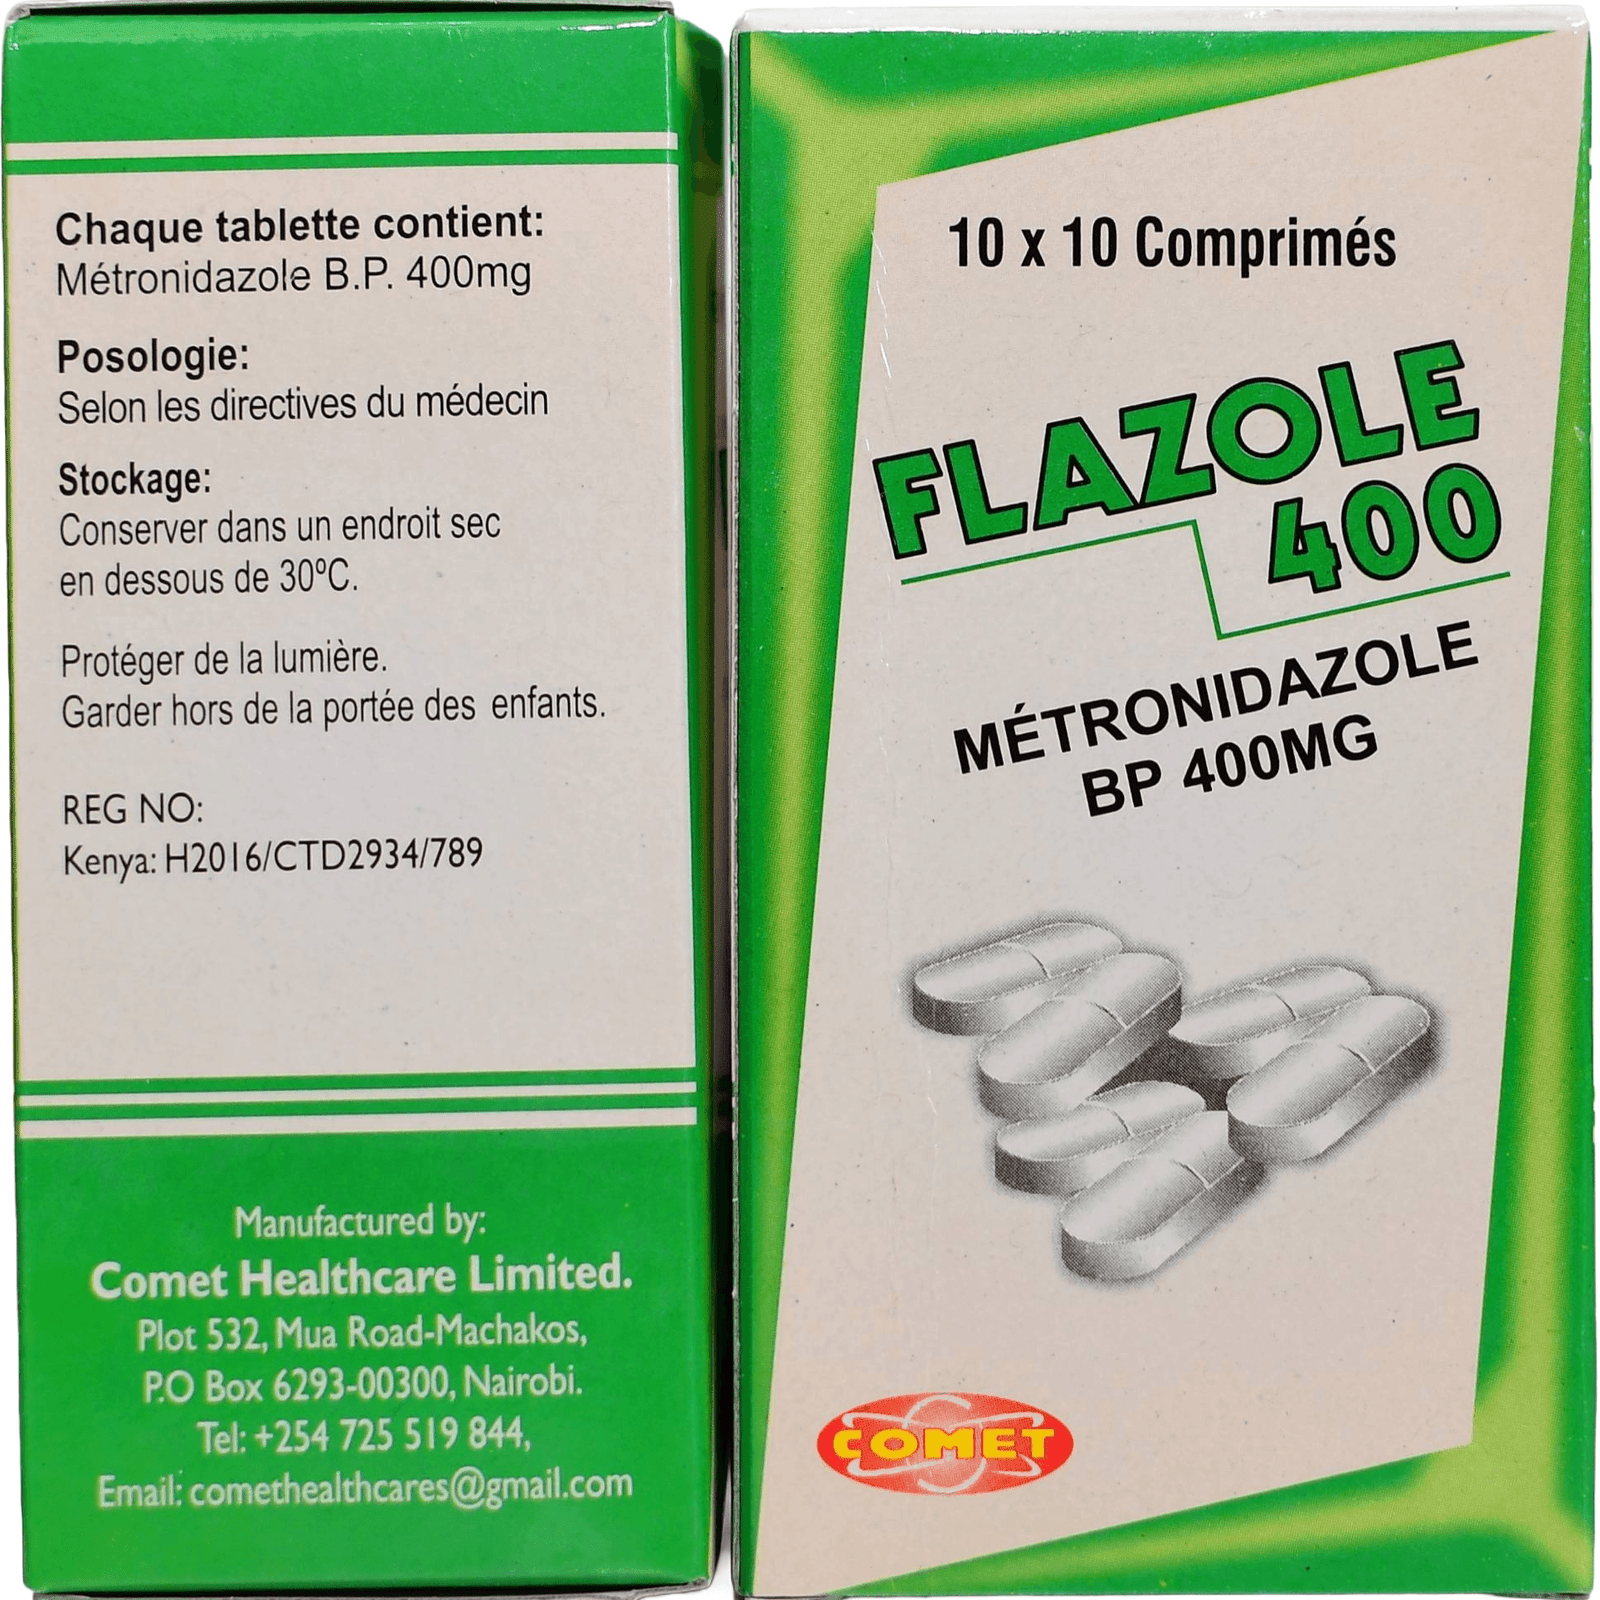 Chaque tablette contient:
Métronidazole B.P. 400mg
Posologie:
Selon les directives du médecin
Stockage:
Conserver dans un endroit sec
en dessous de 30ºC.
Protéger de la lumière.
Garder hors de la portée des enfants.
REG NO:
Kenya: H2016/CTD2934/789
Manufactured by:
Comet Healthcare Limited.
Plot 532, Mua Road-Machakos,
P.O Box 6293-00300, Nairobi.
Tel: +254 725 519 844,
Email: comethealthcares@gmail.com
10 x 10 Comprimés
FLAZOLE
400
MÉTRONIDAZOLE
BP 400MG
COMET